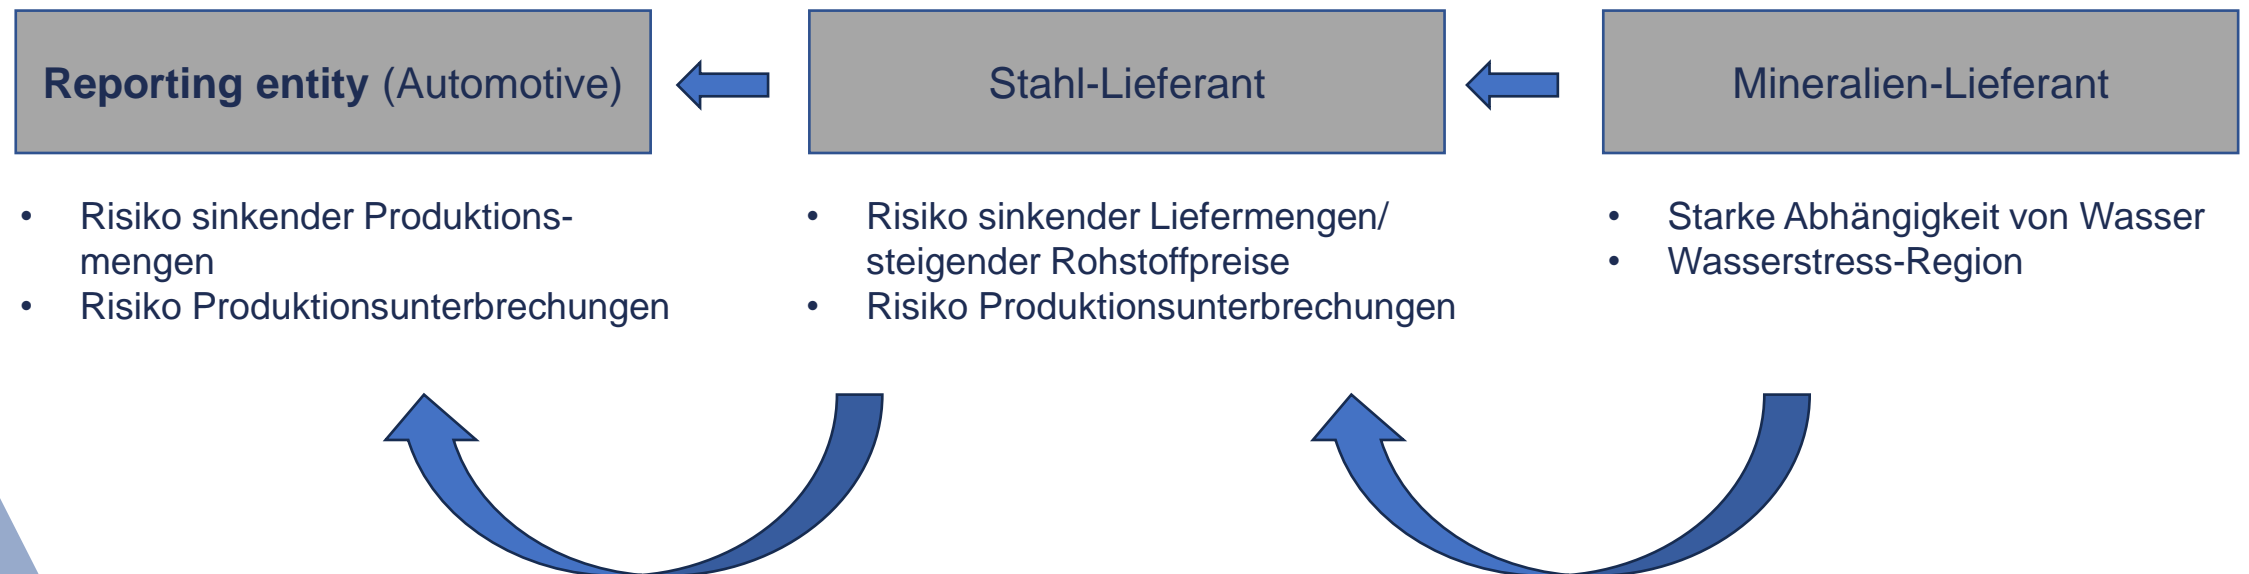 Reporting entity (Automotive)
Stahl-Lieferant
Mineralien-Lieferant
• Risiko sinkender Produktions-
mengen
• Risiko Produktionsunterbrechungen
• Risiko sinkender Liefermengen/
steigender Rohstoffpreise
• Risiko Produktionsunterbrechungen
• Starke Abhängigkeit von Wasser
• Wasserstress-Region